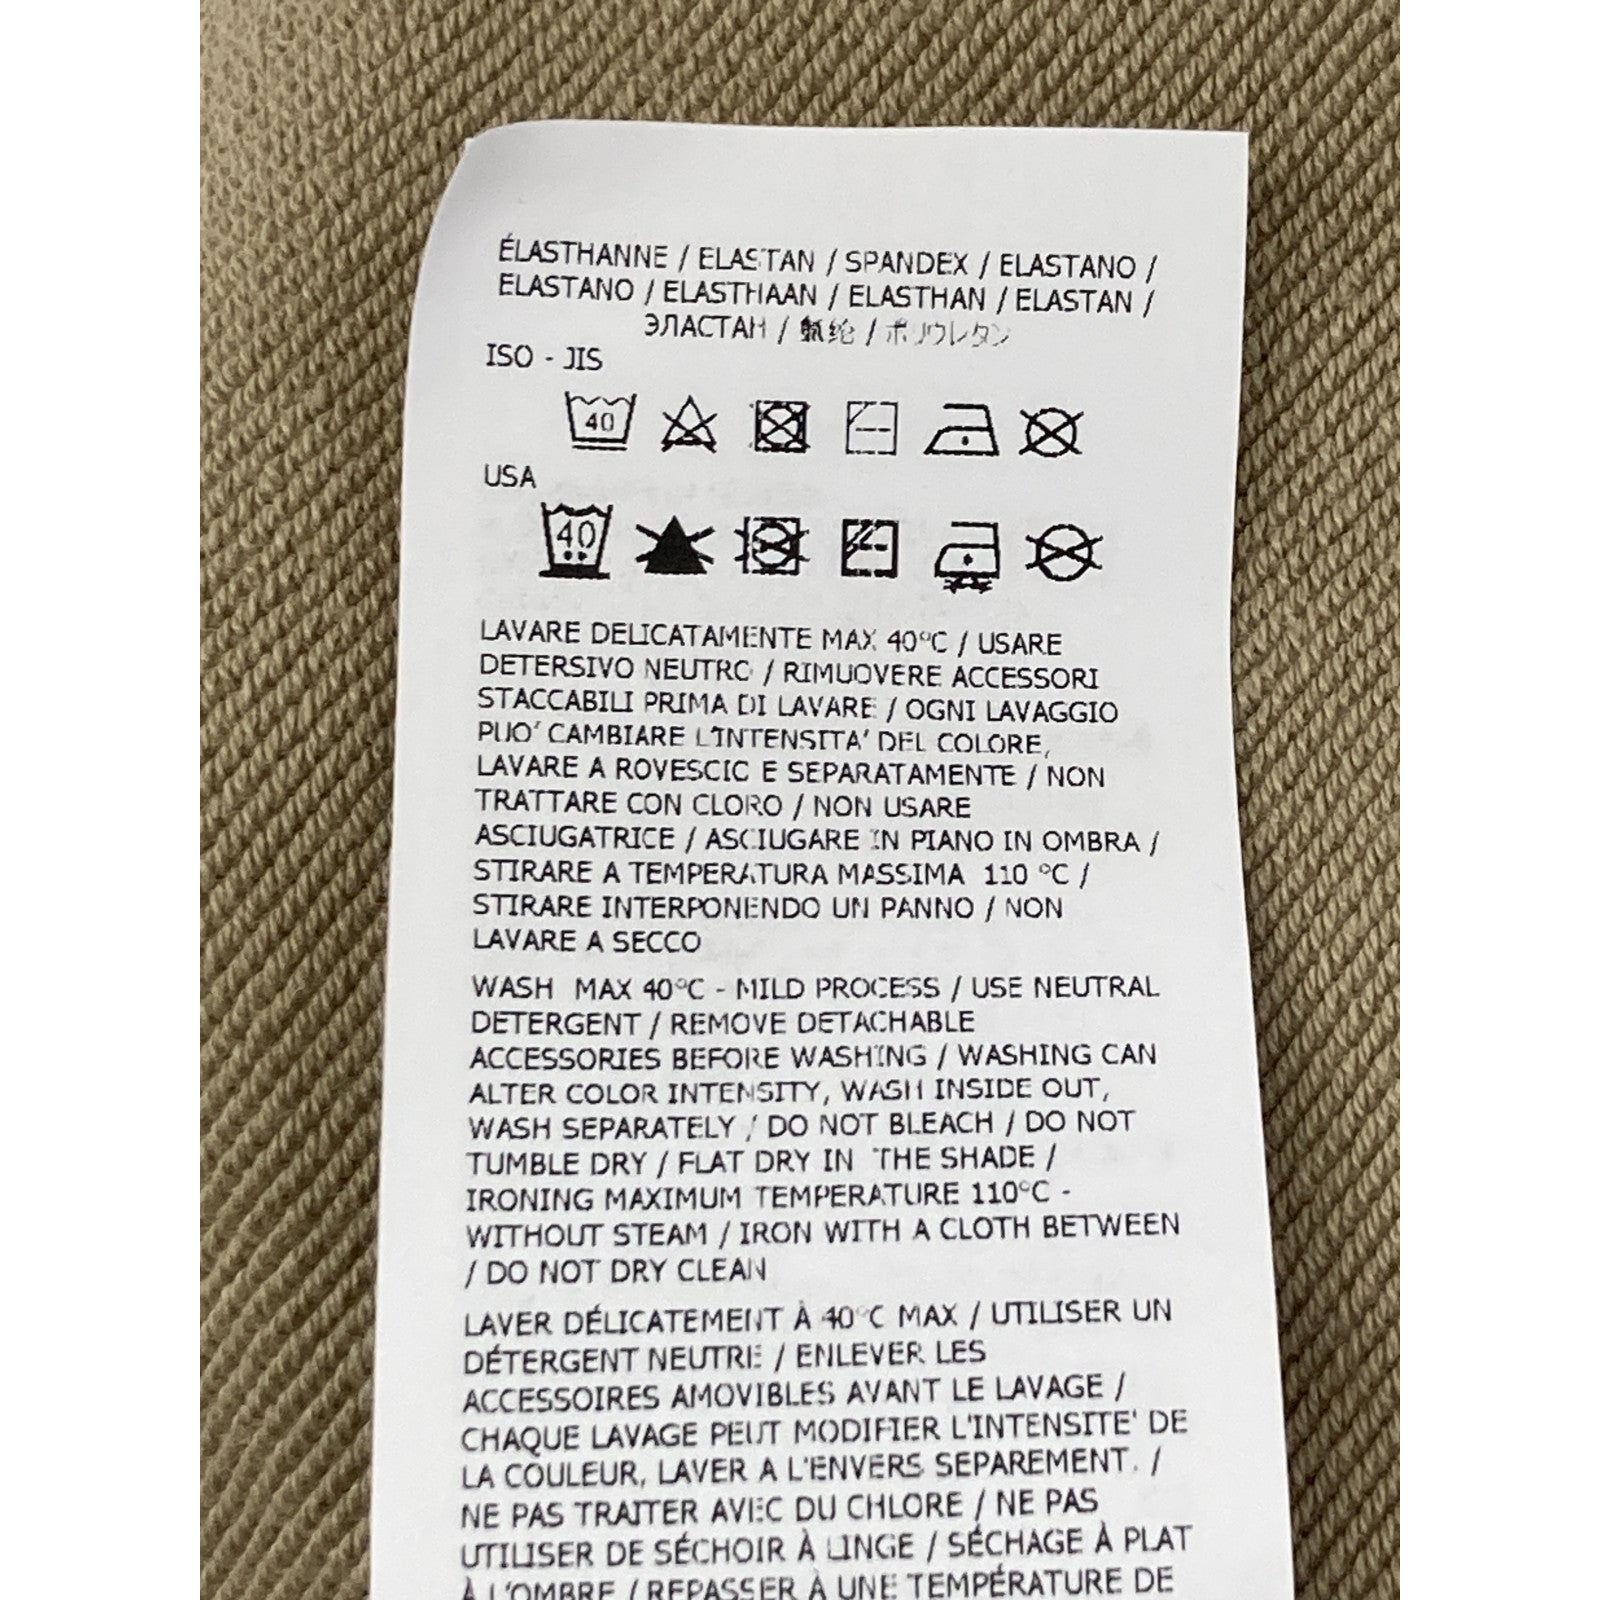 ÉLASTHANNE / ELASTAN / SPANDEX / ELASTANO /
ELASTANO / ELASTHAAN / ELASTHAN / ELASTAN /
ЭЛАСТАН / 氨纶 / ポリウレタン
ISO - JIS
40
USA
40
LAVARE DELICATAMENTE MAX 40°C / USARE
DETERSIVO NEUTRO / RIMUOVERE ACCESSORI
STACCABILI PRIMA DI LAVARE / OGNI LAVAGGIO
PUO' CAMBIARE L'INTENSITA' DEL COLORE,
LAVARE A ROVESCIO E SEPARATAMENTE / NON
TRATTARE CON CLORO / NON USARE
ASCIUGATRICE / ASCIUGARE IN PIANO IN OMBRA /
STIRARE A TEMPERATURA MASSIMA 110 °C /
STIRARE INTERPONENDO UN PANNO / NON
LAVARE A SECCO
WASH MAX 40°C - MILD PROCESS / USE NEUTRAL
DETERGENT / REMOVE DETACHABLE
ACCESSORIES BEFORE WASHING / WASHING CAN
ALTER COLOR INTENSITY, WASH INSIDE OUT,
WASH SEPARATELY / DO NOT BLEACH / DO NOT
TUMBLE DRY / FLAT DRY IN THE SHADE /
IRONING MAXIMUM TEMPERATURE 110°C -
WITHOUT STEAM / IRON WITH A CLOTH BETWEEN
/ DO NOT DRY CLEAN
LAVER DÉLICATEMENT À 40°C MAX / UTILISER UN
DÉTERGENT NEUTRE / ENLEVER LES
ACCESSOIRES AMOVIBLES AVANT LE LAVAGE /
CHAQUE LAVAGE PEUT MODIFIER L'INTENSITE' DE
LA COULEUR, LAVER A L'ENVERS SEPAREMENT. /
NE PAS TRAITER AVEC DU CHLORE / NE PAS
UTILISER DE SÉCHOIR À LINGE / SÉCHAGE À PLAT
À L'OMBRE / REPASSER À UNE TEMPÉRATURE DE